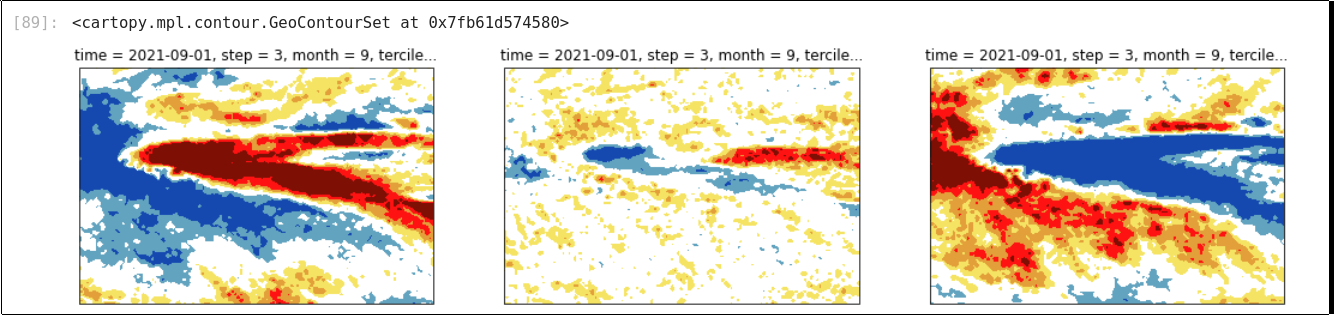 [89]: <cartopy.mpl.contour.GeoContourSet at 0x7fb61d574580>
time = 2021-09-01, step = 3, month = 9, tercile...
time = 2021-09-01, step = 3, month = 9, tercile...
time = 2021-09-01, step = 3, month = 9, tercile...